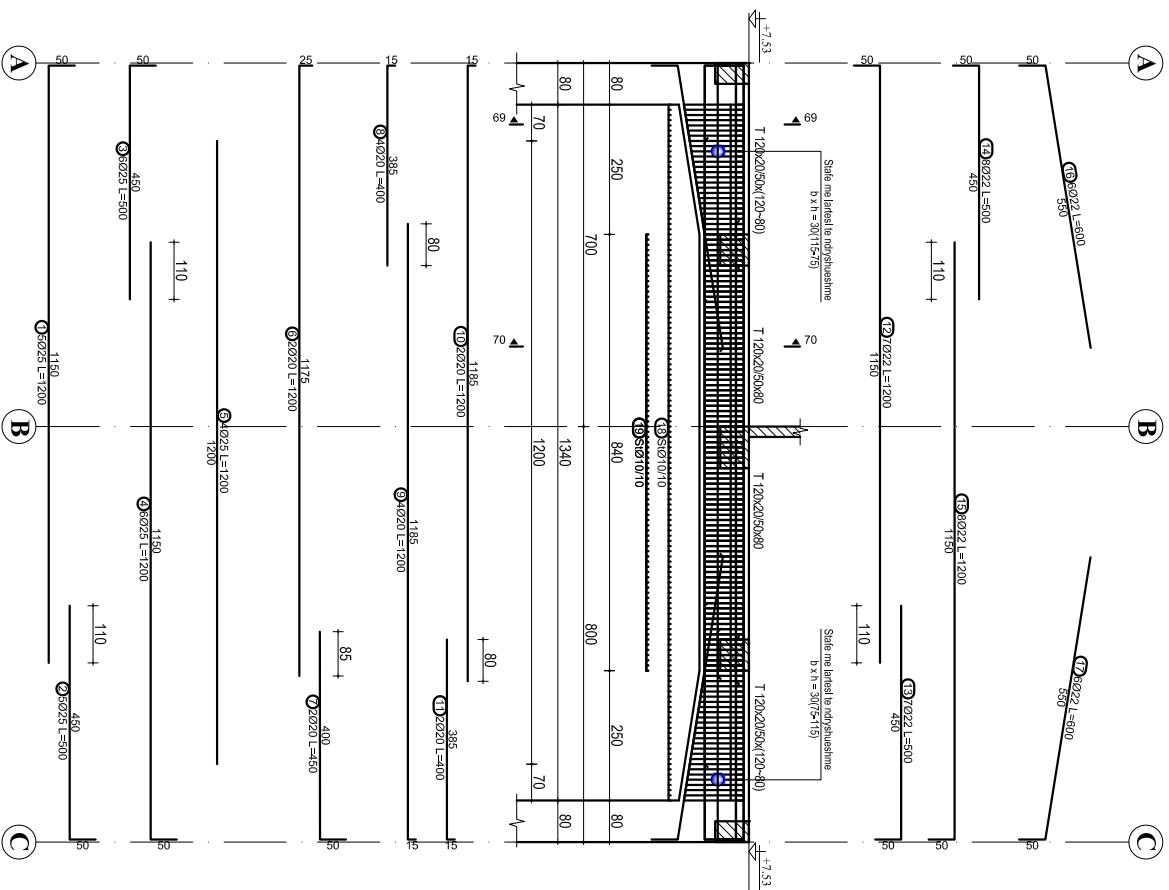 A
B
C
50
550
50
16 6Ø22 L=600
17 6Ø22 L=600
550
50
450
14 8Ø22 L=500
110
1150
15 8Ø22 L=1200
50
50
1150
12 7Ø22 L=1200
110
450
13 7Ø22 L=500
50
Stafe me lartesi te ndryshueshme
b x h = 30(115-75)
Stafe me lartesi te ndryshueshme
b x h = 30(75-115)
69
70
+7.53
+7.53
T 120x20/50x(120~80)
T 120x20/50x80
T 120x20/50x80
T 120x20/50x(120~80)
18 StØ10/10
19 StØ10/10
80
250
840
250
80
700
800
80
1340
80
70
1200
70
69
70
15
1185
10 2Ø20 L=1200
80
385
11 2Ø20 L=400
15
15
385
8 4Ø20 L=400
80
1185
9 4Ø20 L=1200
15
25
1175
6 2Ø20 L=1200
85
400
7 2Ø20 L=450
50
5 4Ø25 L=1200
1200
50
450
3 6Ø25 L=500
110
1150
4 6Ø25 L=1200
50
50
1150
1 5Ø25 L=1200
110
450
2 5Ø25 L=500
50
A
B
C